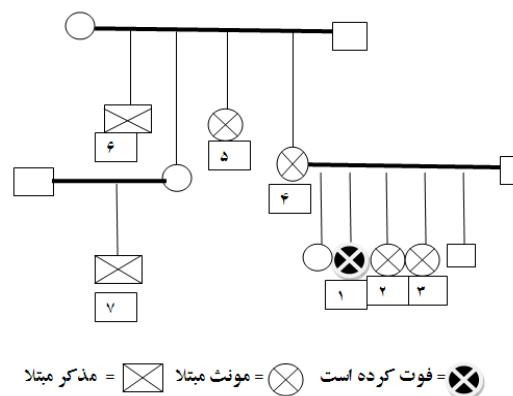 ۶
۵
۴
۱ ۲ ۳
۷
= فوت کرده است = مونث مبتلا = مذکر مبتلا